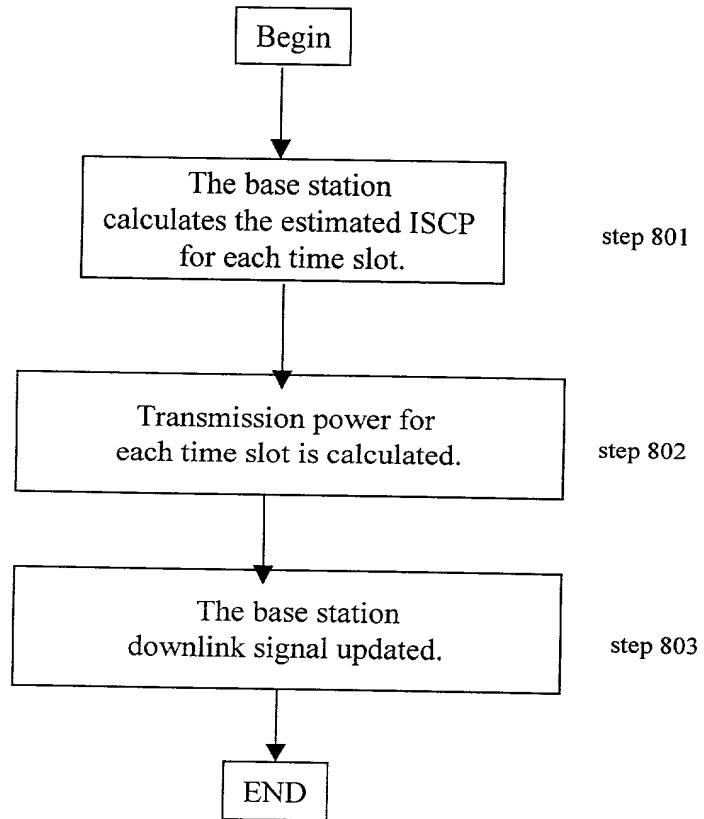 Begin
The base station
calculates the estimated ISCP
for each time slot.
step 801
Transmission power for
each time slot is calculated.
step 802
The base station
downlink signal updated.
step 803
END